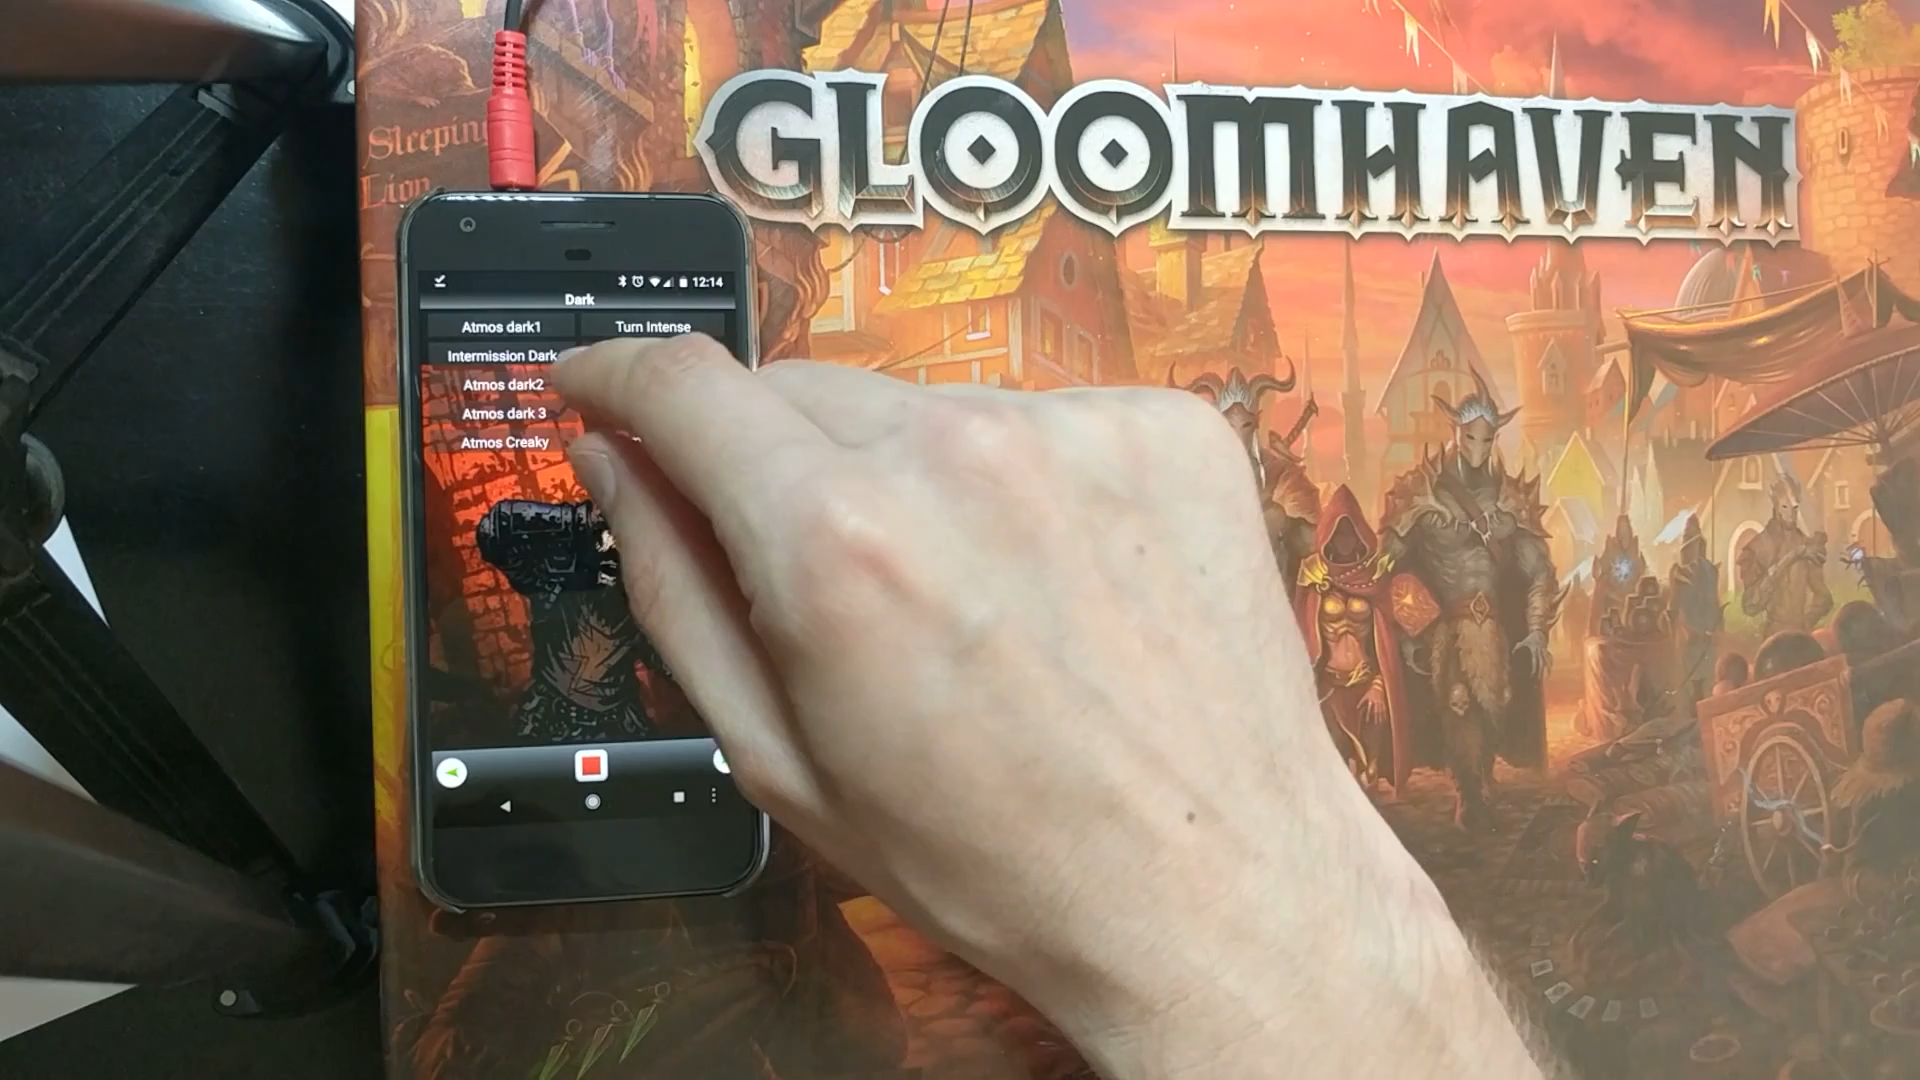 GLOOMHAVEN
Sleeping
Lion
12:14
Dark
Atmos dark1
Turn Intense
Intermission Dark
Atmos dark2
Atmos dark 3
Atmos Creaky